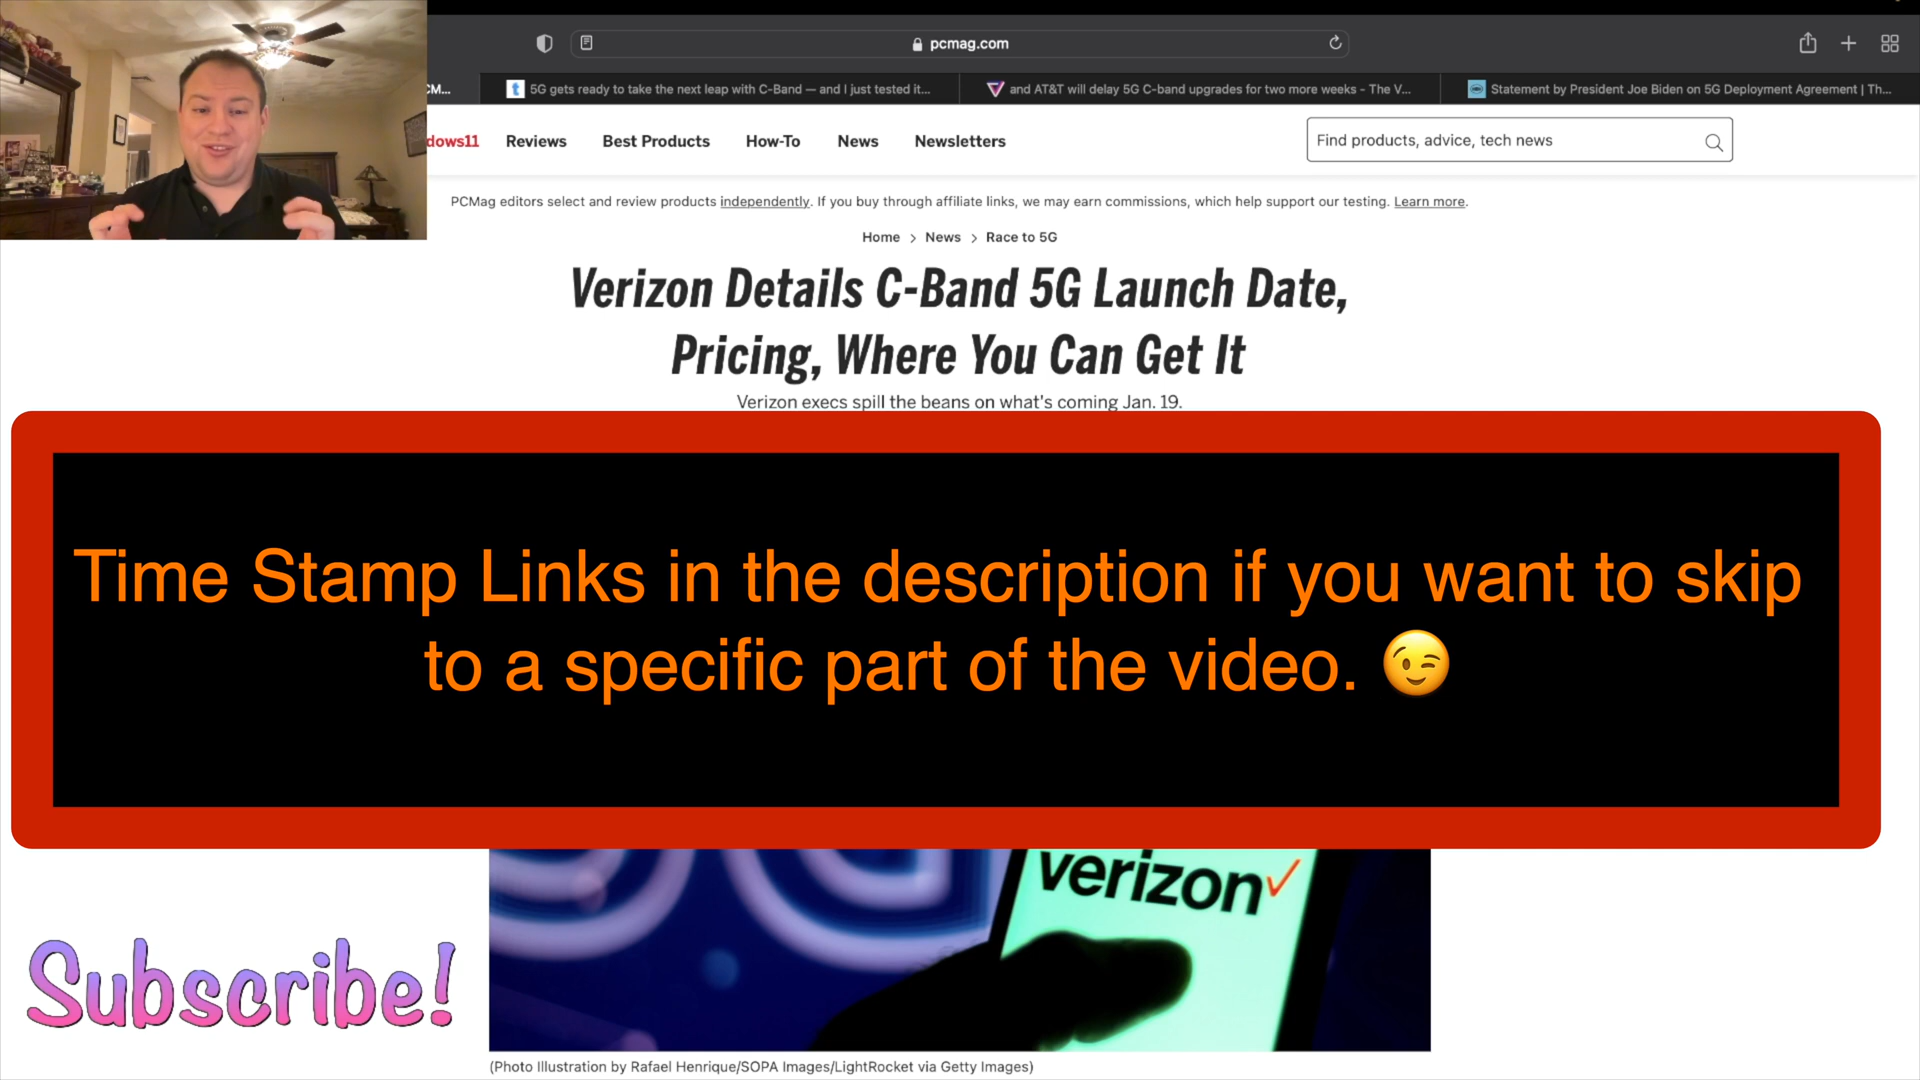 pcmag.com
CM...
5G gets ready to take the next leap with C-Band — and I just tested it...
and AT&T will delay 5G C-band upgrades for two more weeks - The V...
Statement by President Joe Biden on 5G Deployment Agreement | Th...
dows11
Reviews
Best Products
How-To
News
Newsletters
Find products, advice, tech news
PCMag editors select and review products independently. If you buy through affiliate links, we may earn commissions, which help support our testing. Learn more.
Home > News > Race to 5G
Verizon Details C-Band 5G Launch Date,
Pricing, Where You Can Get It
Verizon execs spill the beans on what's coming Jan. 19.
Time Stamp Links in the description if you want to skip
to a specific part of the video. 😉
verizon
Subscribe!
(Photo Illustration by Rafael Henrique/SOPA Images/LightRocket via Getty Images)